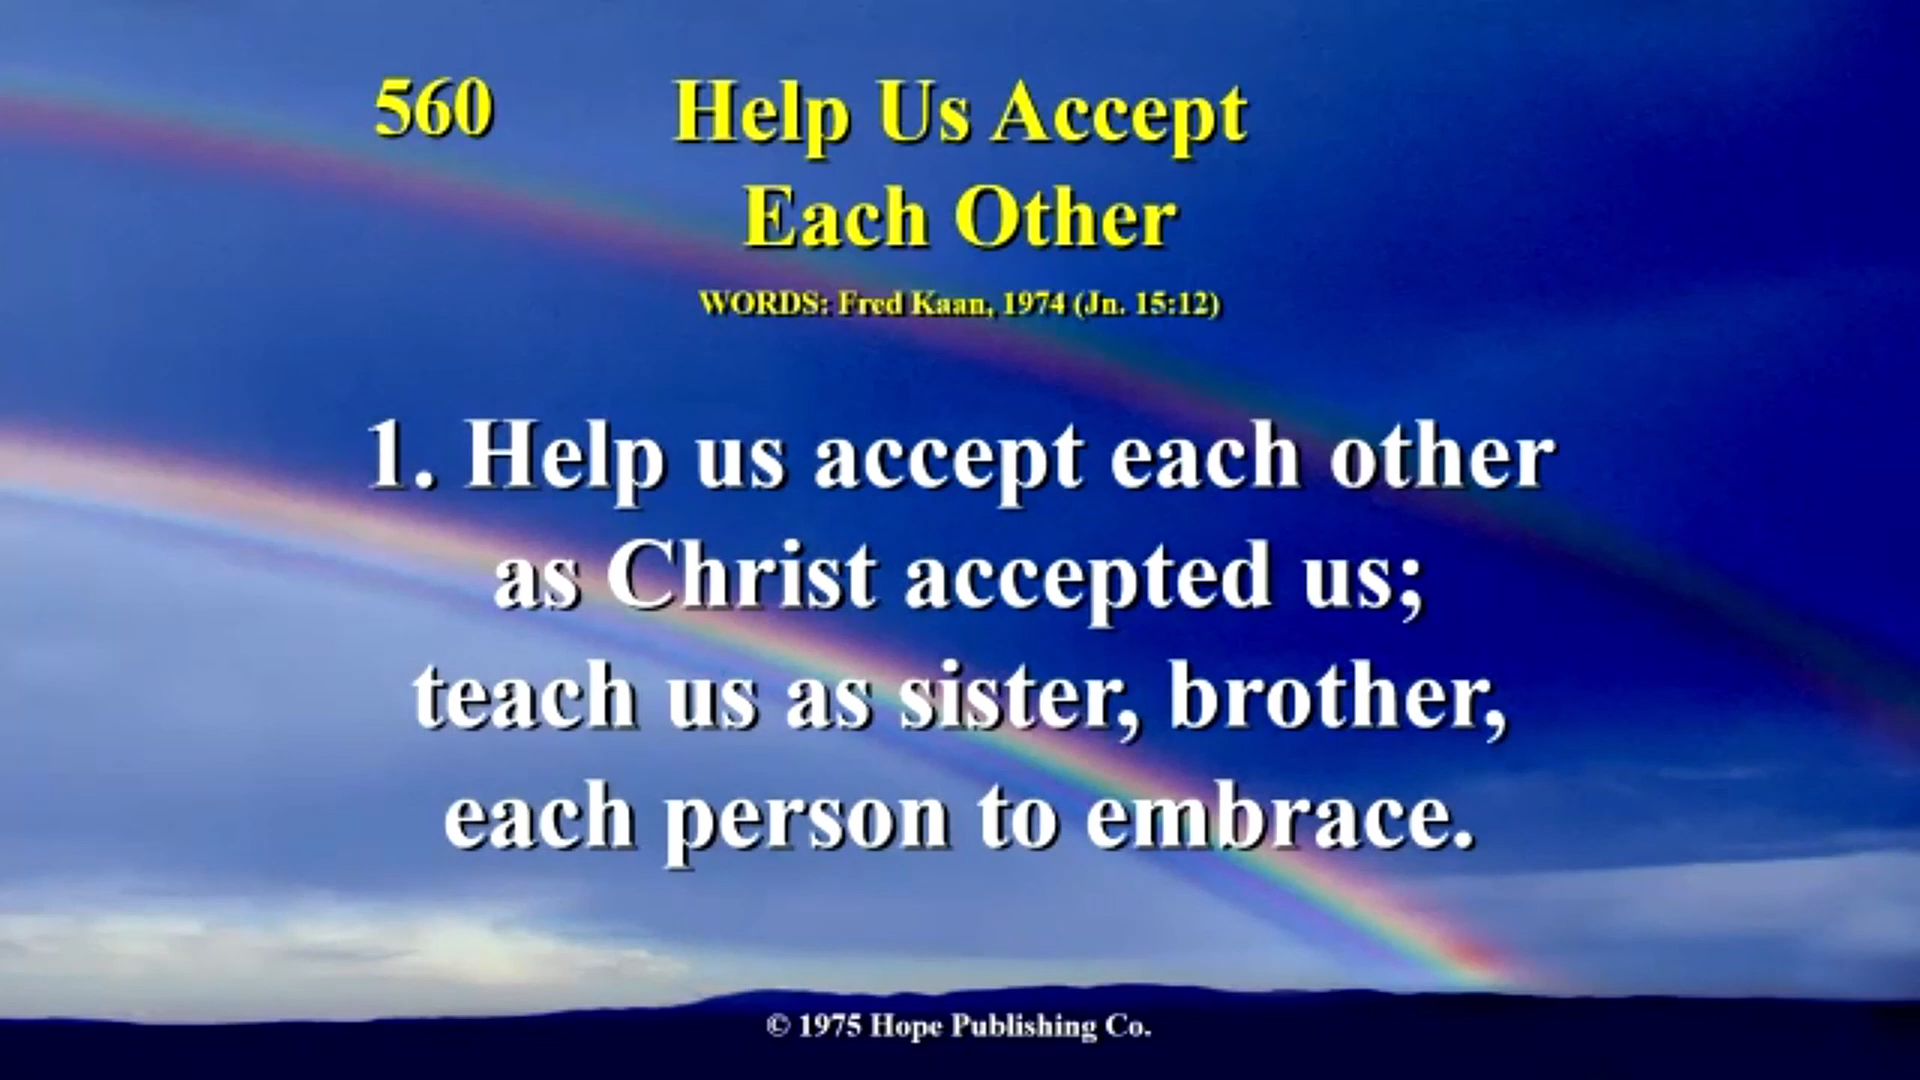 560 Help Us Accept
Each Other
WORDS: Fred Kaan, 1974 (Jn. 15:12)
1. Help us accept each other
as Christ accepted us;
teach us as sister, brother,
each person to embrace.
© 1975 Hope Publishing Co.